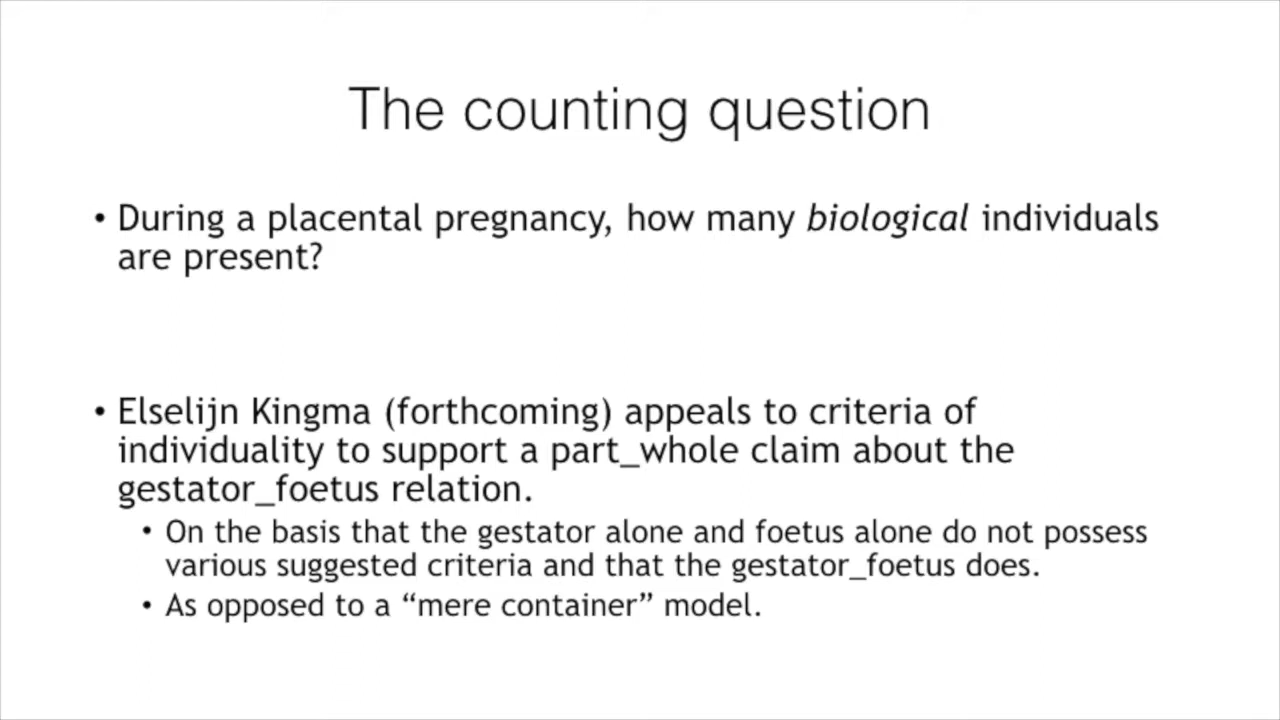 The counting question
• During a placental pregnancy, how many biological individuals
are present?
• Elselijn Kingma (forthcoming) appeals to criteria of
individuality to support a part_whole claim about the
gestator_foetus relation.
• On the basis that the gestator alone and foetus alone do not possess
various suggested criteria and that the gestator_foetus does.
• As opposed to a “mere container” model.